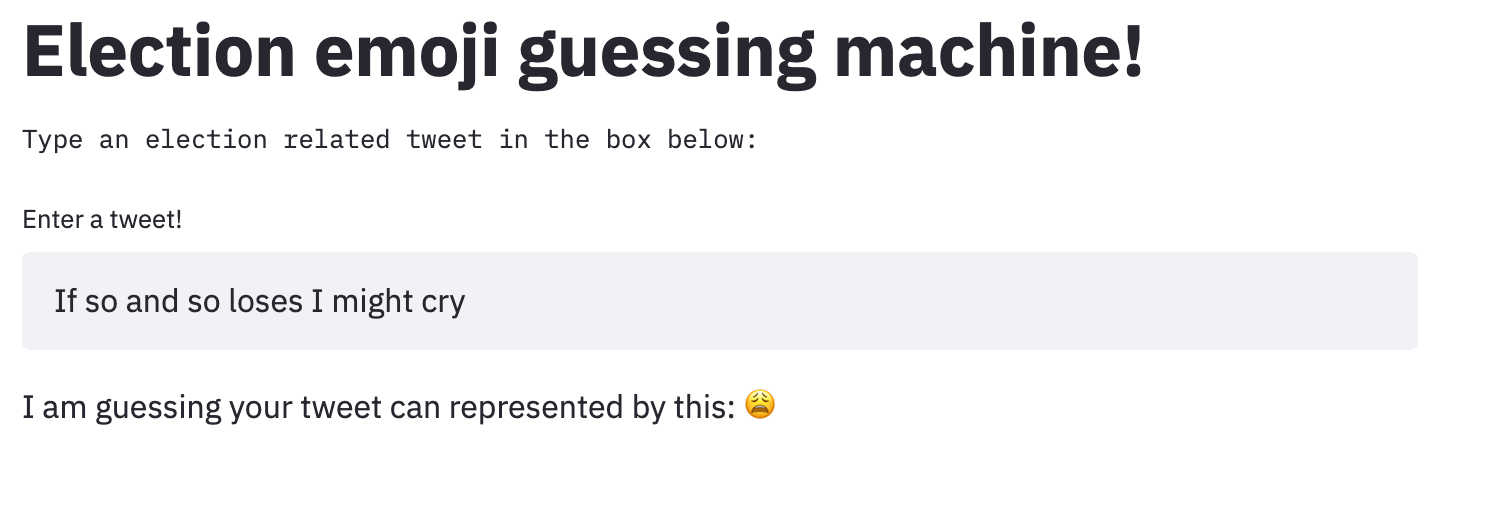 Election emoji guessing machine!
Type an election related tweet in the box below:
Enter a tweet!
If so and so loses I might cry
I am guessing your tweet can represented by this: 😩